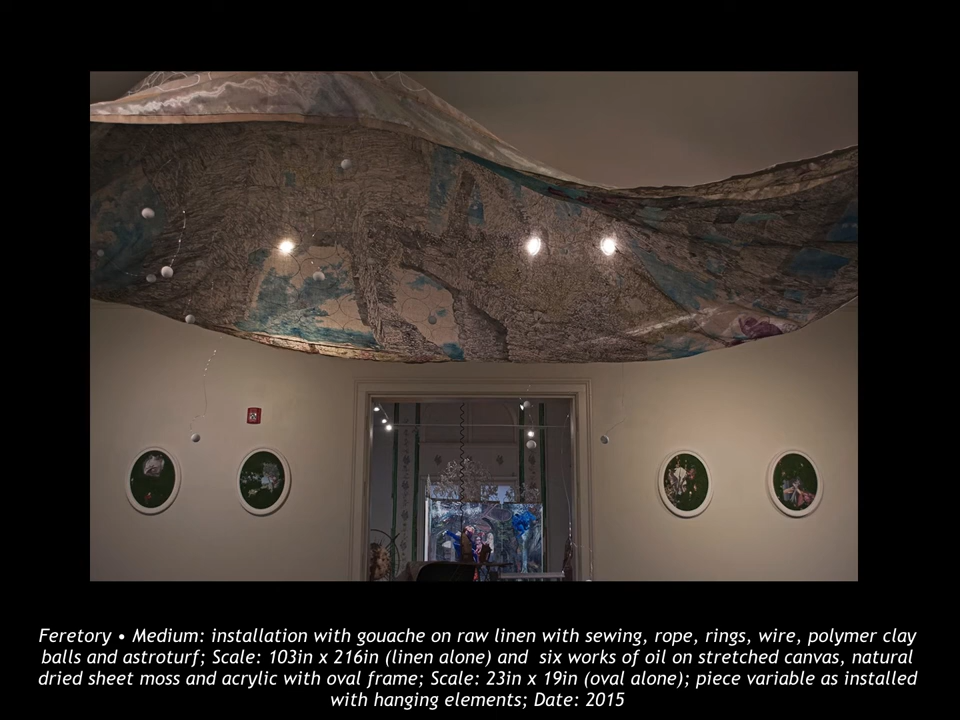 Feretory • Medium: installation with gouache on raw linen with sewing, rope, rings, wire, polymer clay
balls and astroturf; Scale: 103in x 216in (linen alone) and  six works of oil on stretched canvas, natural
dried sheet moss and acrylic with oval frame; Scale: 23in x 19in (oval alone); piece variable as installed
with hanging elements; Date: 2015